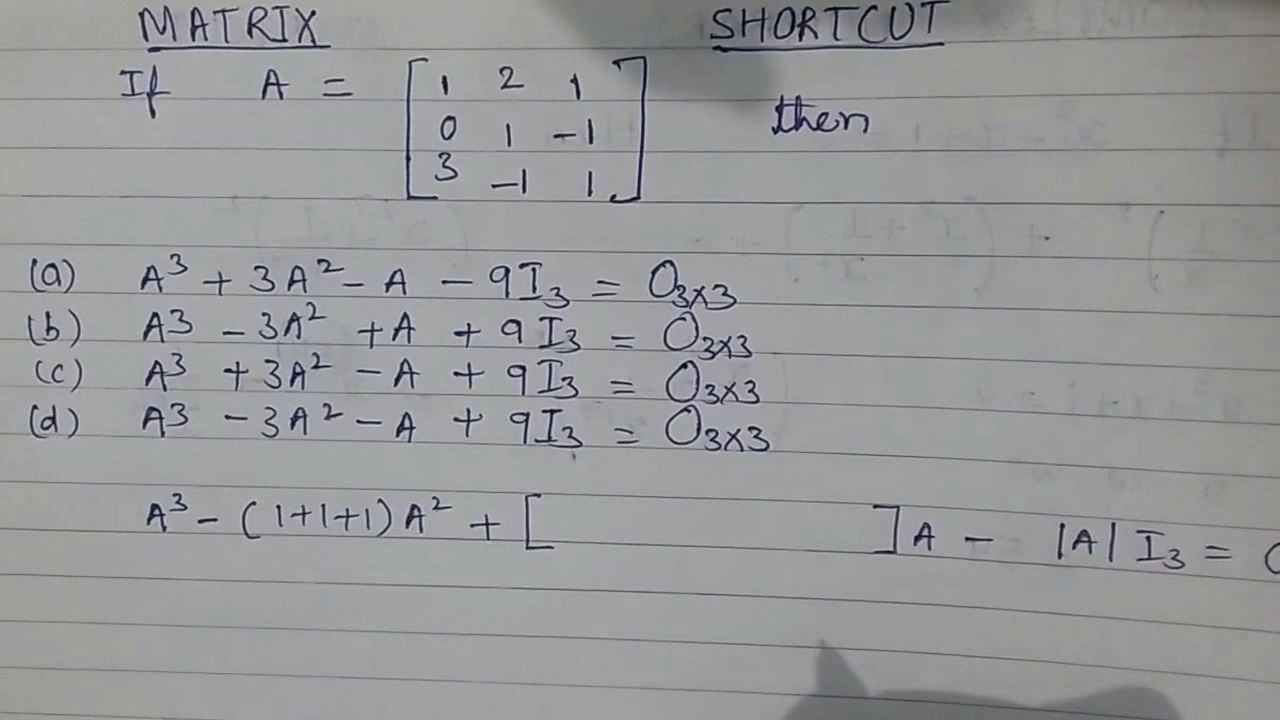 MATRIX SHORTCUT
If A = [ 1 2 1 then
0 1 -1
3 -1 1 ]
(a) A³ + 3A² - A - 9I₃ = O₃ₓ₃
(b) A³ - 3A² + A + 9I₃ = O₃ₓ₃
(c) A³ + 3A² - A + 9I₃ = O₃ₓ₃
(d) A³ - 3A² - A + 9I₃ = O₃ₓ₃
A³ - (1+1+1)A² + [ ]A - |A| I₃ =